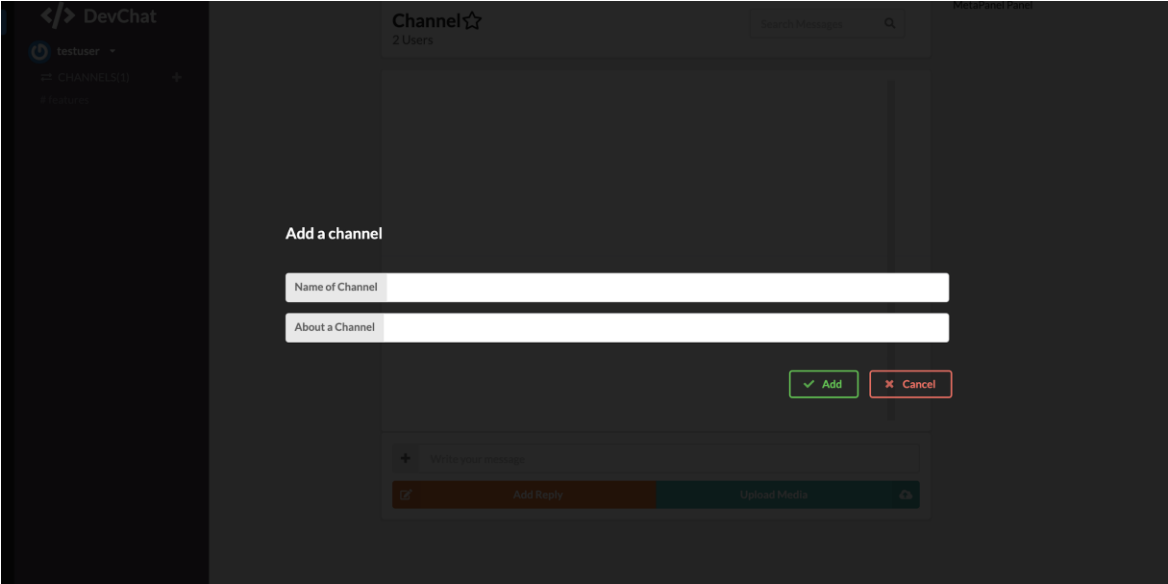 </> DevChat
testuser
CHANNELS(1) +
# features
Channel
2 Users
Search Messages
MetaPanel Panel
Add a channel
Name of Channel
About a Channel
Add
Cancel
+ Write your message
Add Reply
Upload Media